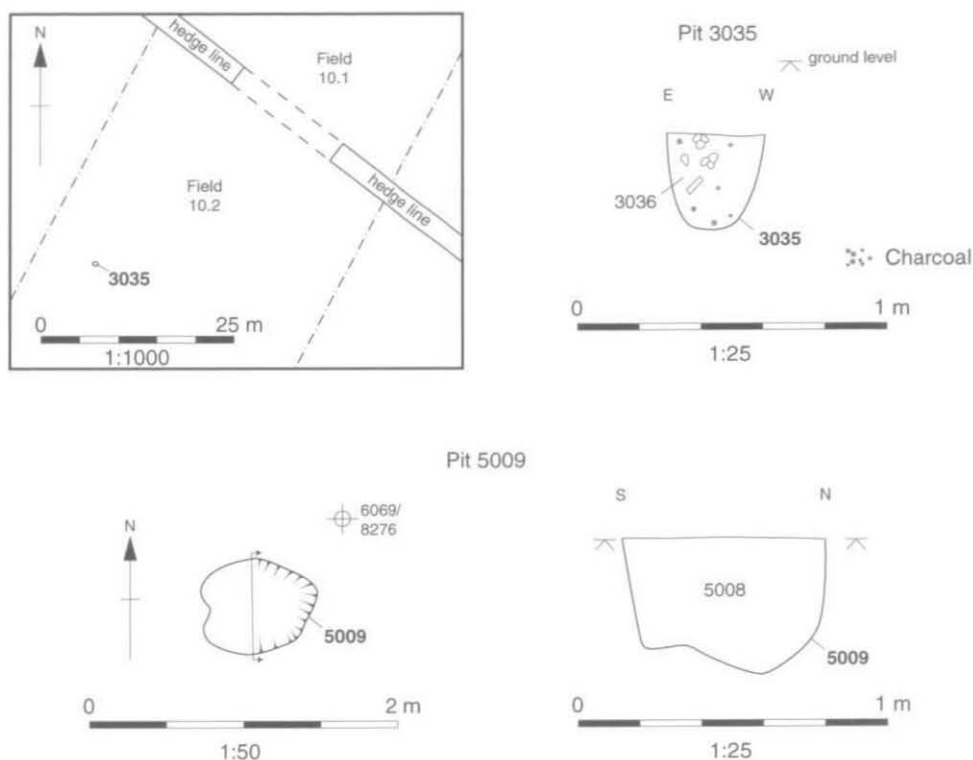 N
hedge line
Field
10.1
Field
10.2
hedge line
3035
0 25 m
1:1000
Pit 3035
ground level
E W
3036
3035
Charcoal
0 1 m
1:25
Pit 5009
N
6069/
8276
5009
0 2 m
1:50
S N
5008
5009
0 1 m
1:25